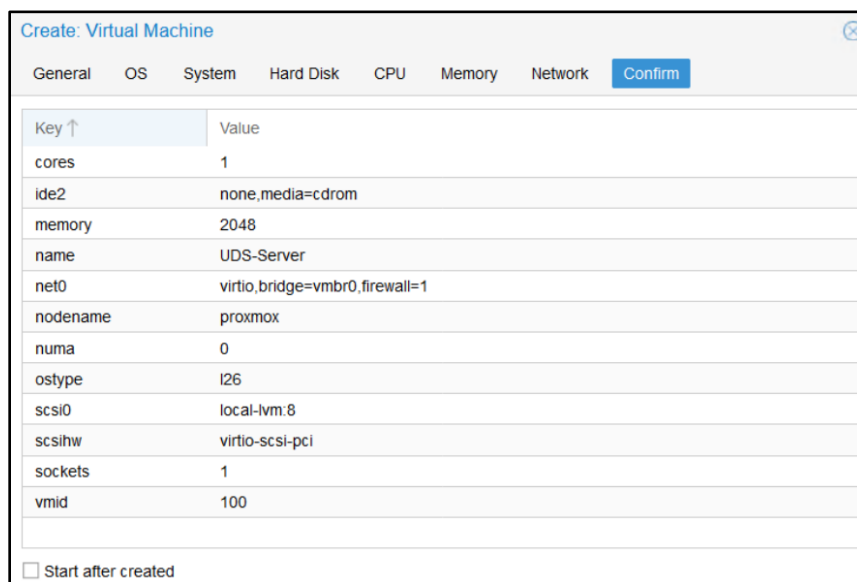 Create: Virtual Machine
General OS System Hard Disk CPU Memory Network Confirm
Key Value
cores 1
ide2 none,media=cdrom
memory 2048
name UDS-Server
net0 virtio,bridge=vmbr0,firewall=1
nodename proxmox
numa 0
ostype l26
scsi0 local-lvm:8
scsihw virtio-scsi-pci
sockets 1
vmid 100
Start after created